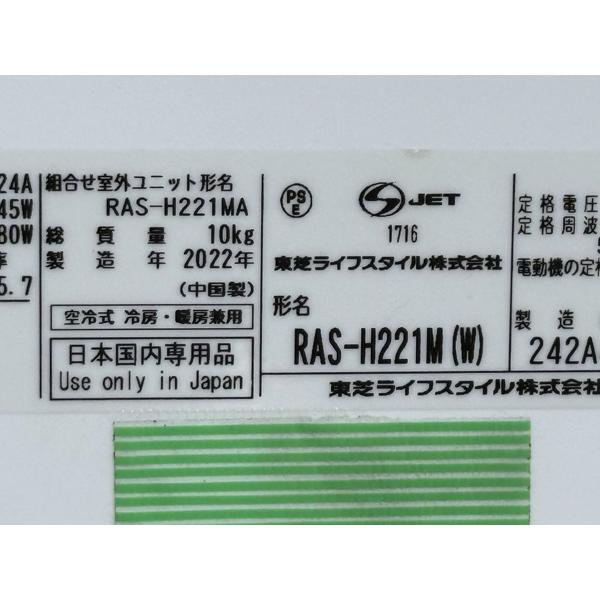 24A
45W
80W
5.7
組合せ室外ユニット形名
RAS-H221MA
総質量 10kg
製造年 2022年
(中国製)
空冷式 冷房・暖房兼用
日本国内専用品
Use only in Japan
PS
E
S JET
1716
東芝ライフスタイル株式会社
形名
RAS-H221M(W)
東芝ライフスタイル株式会社
定格電圧
定格周波
電動機の定格
製造
242A